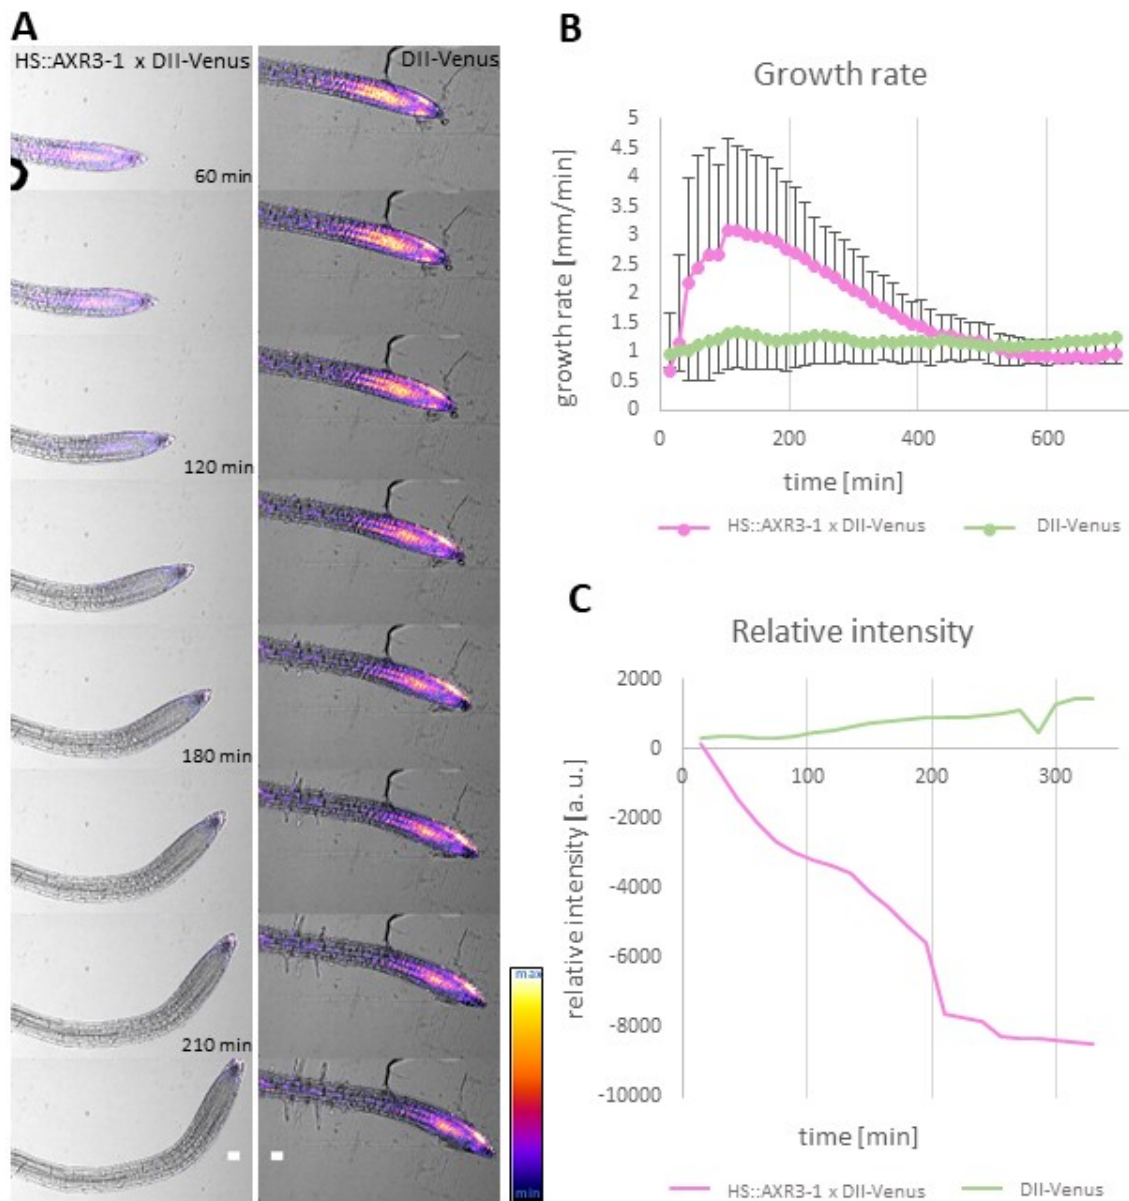 A
HS::AXR3-1 x DII-Venus
DII-Venus
60 min
120 min
180 min
210 min
max
min
B
Growth rate
growth rate [mm/min]
5
4.5
4
3.5
3
2.5
2
1.5
1
0.5
0
0 200 400 600
time [min]
HS::AXR3-1 x DII-Venus
DII-Venus
C
Relative intensity
relative intensity [a. u.]
2000
0
-2000
-4000
-6000
-8000
-10000
0 100 200 300
time [min]
HS::AXR3-1 x DII-Venus
DII-Venus